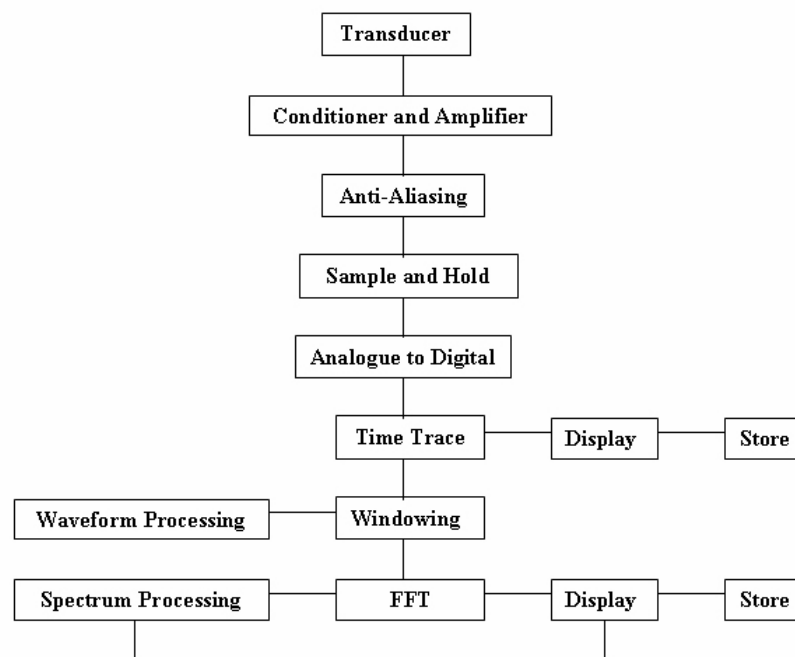 Transducer
Conditioner and Amplifier
Anti-Aliasing
Sample and Hold
Analogue to Digital
Time Trace
Display
Store
Waveform Processing
Windowing
Spectrum Processing
FFT
Display
Store